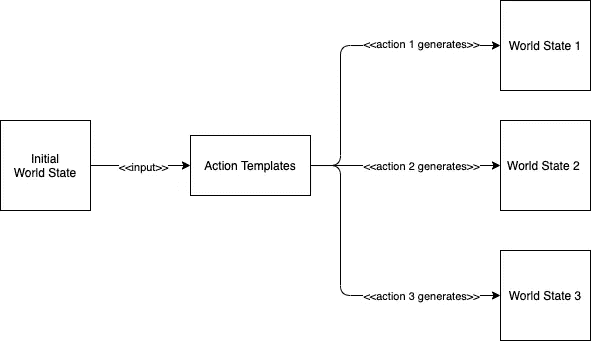 Initial
World State
<<input>>
Action Templates
<<action 1 generates>>
World State 1
<<action 2 generates>>
World State 2
<<action 3 generates>>
World State 3